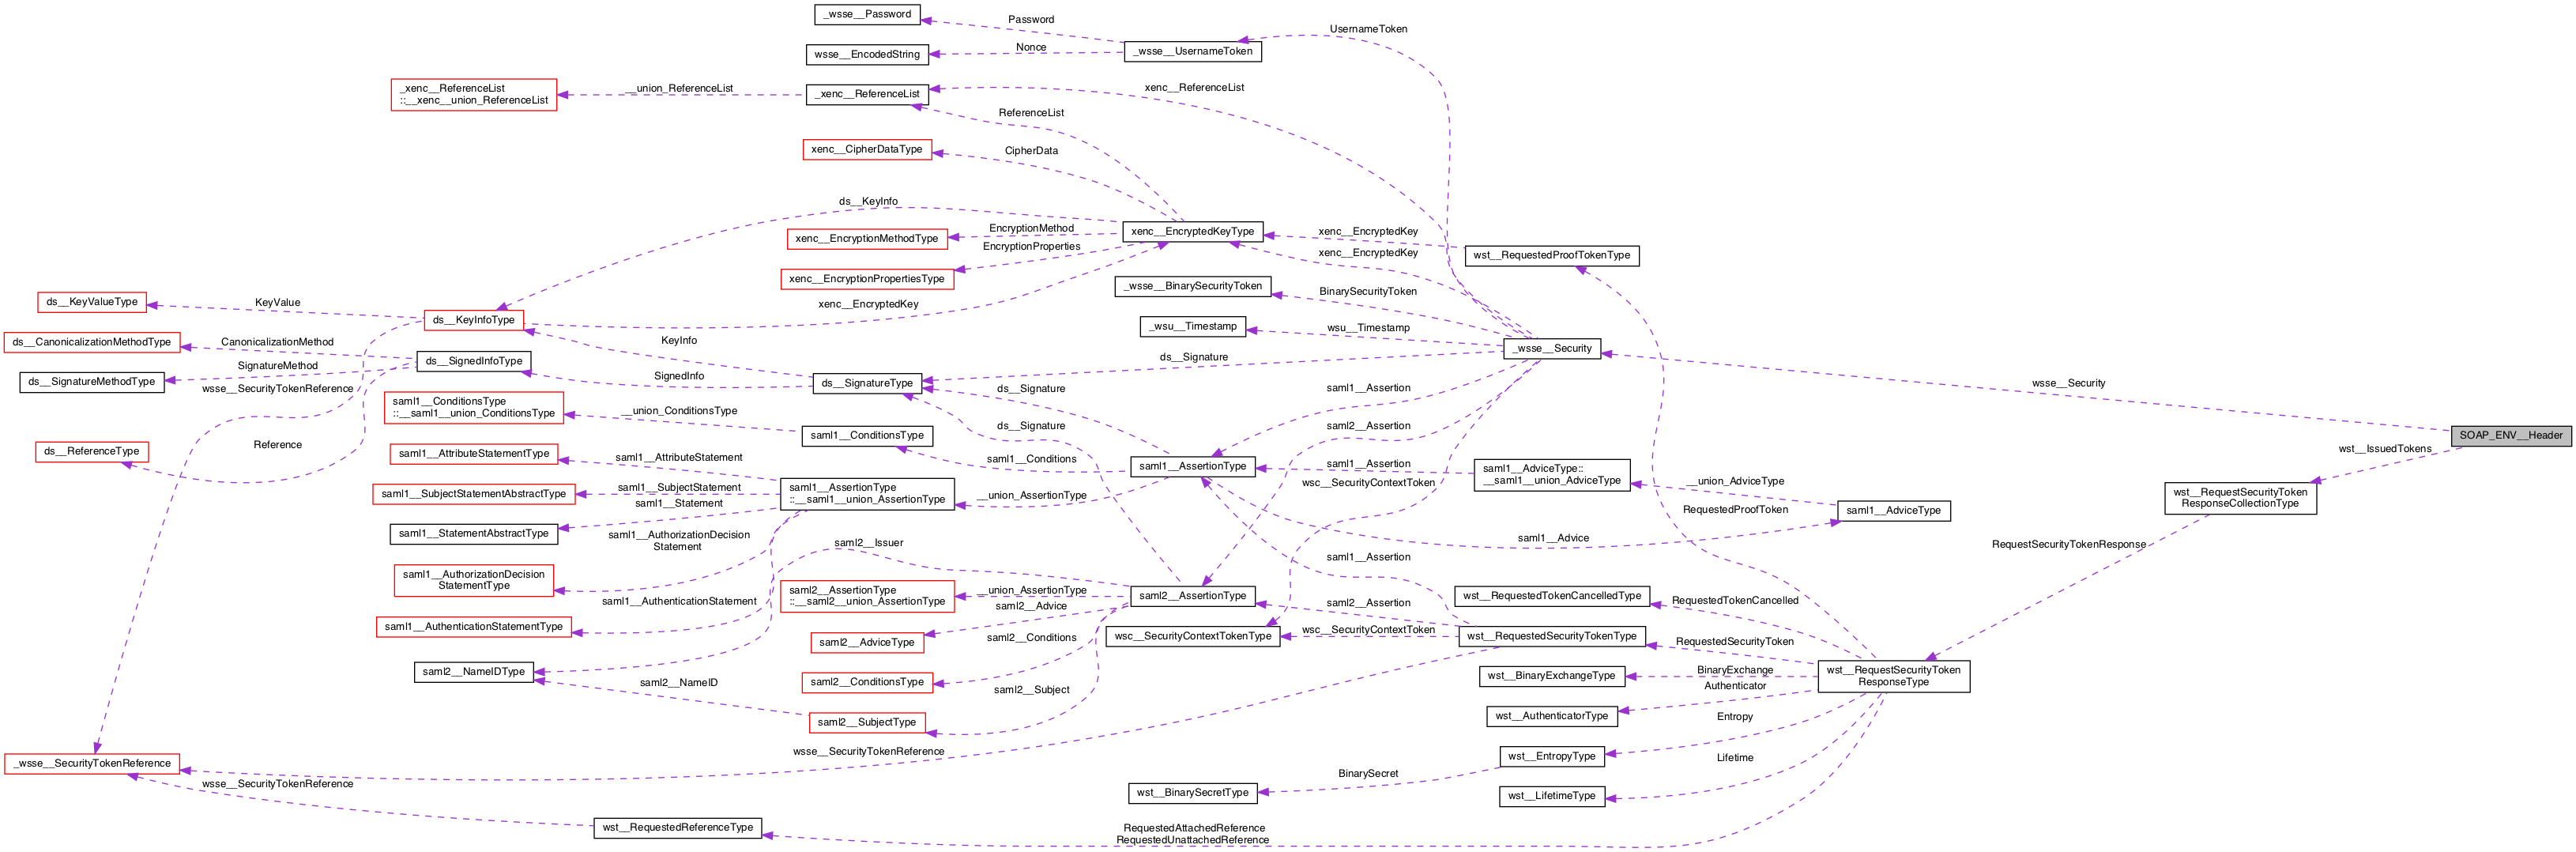 _wsse__Password
Password
UsernameToken
wsse__EncodedString
Nonce
_wsse__UsernameToken
_xenc__ReferenceList
::__xenc__union_ReferenceList
__union_ReferenceList
_xenc__ReferenceList
xenc__ReferenceList
ReferenceList
xenc__CipherDataType
CipherData
ds__KeyInfo
xenc__EncryptionMethodType
EncryptionMethod
xenc__EncryptedKeyType
xenc__EncryptedKey
EncryptionProperties
xenc__EncryptedKey
wst__RequestedProofTokenType
xenc__EncryptionPropertiesType
_wsse__BinarySecurityToken
BinarySecurityToken
ds__KeyValueType
KeyValue
xenc__EncryptedKey
ds__KeyInfoType
_wsu__Timestamp
wsu__Timestamp
ds__CanonicalizationMethodType
CanonicalizationMethod
KeyInfo
_wsse__Security
ds__SignedInfoType
ds__Signature
SignatureMethod
ds__SignatureMethodType
SignedInfo
ds__SignatureType
wsse__Security
wsse__SecurityTokenReference
ds__Signature
saml1__Assertion
saml1__ConditionsType
::__saml1__union_ConditionsType
__union_ConditionsType
ds__Signature
saml2__Assertion
saml1__ConditionsType
SOAP_ENV__Header
Reference
ds__ReferenceType
wst__IssuedTokens
saml1__AttributeStatementType
saml1__AttributeStatement
saml1__Conditions
saml1__AssertionType
saml1__Assertion
saml1__AdviceType::
__saml1__union_AdviceType
wsc__SecurityContextToken
__union_AdviceType
saml1__SubjectStatementAbstractType
saml1__SubjectStatement
saml1__AssertionType
::__saml1__union_AssertionType
__union_AssertionType
wst__RequestSecurityToken
ResponseCollectionType
saml1__Statement
RequestedProofToken
saml1__AdviceType
saml1__StatementAbstractType
saml1__AuthorizationDecision
Statement
saml2__Issuer
saml1__Advice
RequestSecurityTokenResponse
saml1__Assertion
saml1__AuthorizationDecision
StatementType
saml2__AssertionType
::__saml2__union_AssertionType
__union_AssertionType
saml2__AssertionType
wst__RequestedTokenCancelledType
RequestedTokenCancelled
saml1__AuthenticationStatement
saml2__Advice
saml2__Assertion
saml1__AuthenticationStatementType
saml2__AdviceType
saml2__Conditions
wsc__SecurityContextTokenType
wsc__SecurityContextToken
wst__RequestedSecurityTokenType
RequestedSecurityToken
saml2__NameIDType
saml2__NameID
saml2__ConditionsType
saml2__Subject
wst__BinaryExchangeType
BinaryExchange
wst__RequestSecurityToken
ResponseType
Authenticator
saml2__SubjectType
wst__AuthenticatorType
Entropy
wsse__SecurityTokenReference
_wsse__SecurityTokenReference
wst__EntropyType
Lifetime
BinarySecret
wsse__SecurityTokenReference
wst__BinarySecretType
wst__LifetimeType
wst__RequestedReferenceType
RequestedAttachedReference
RequestedUnattachedReference